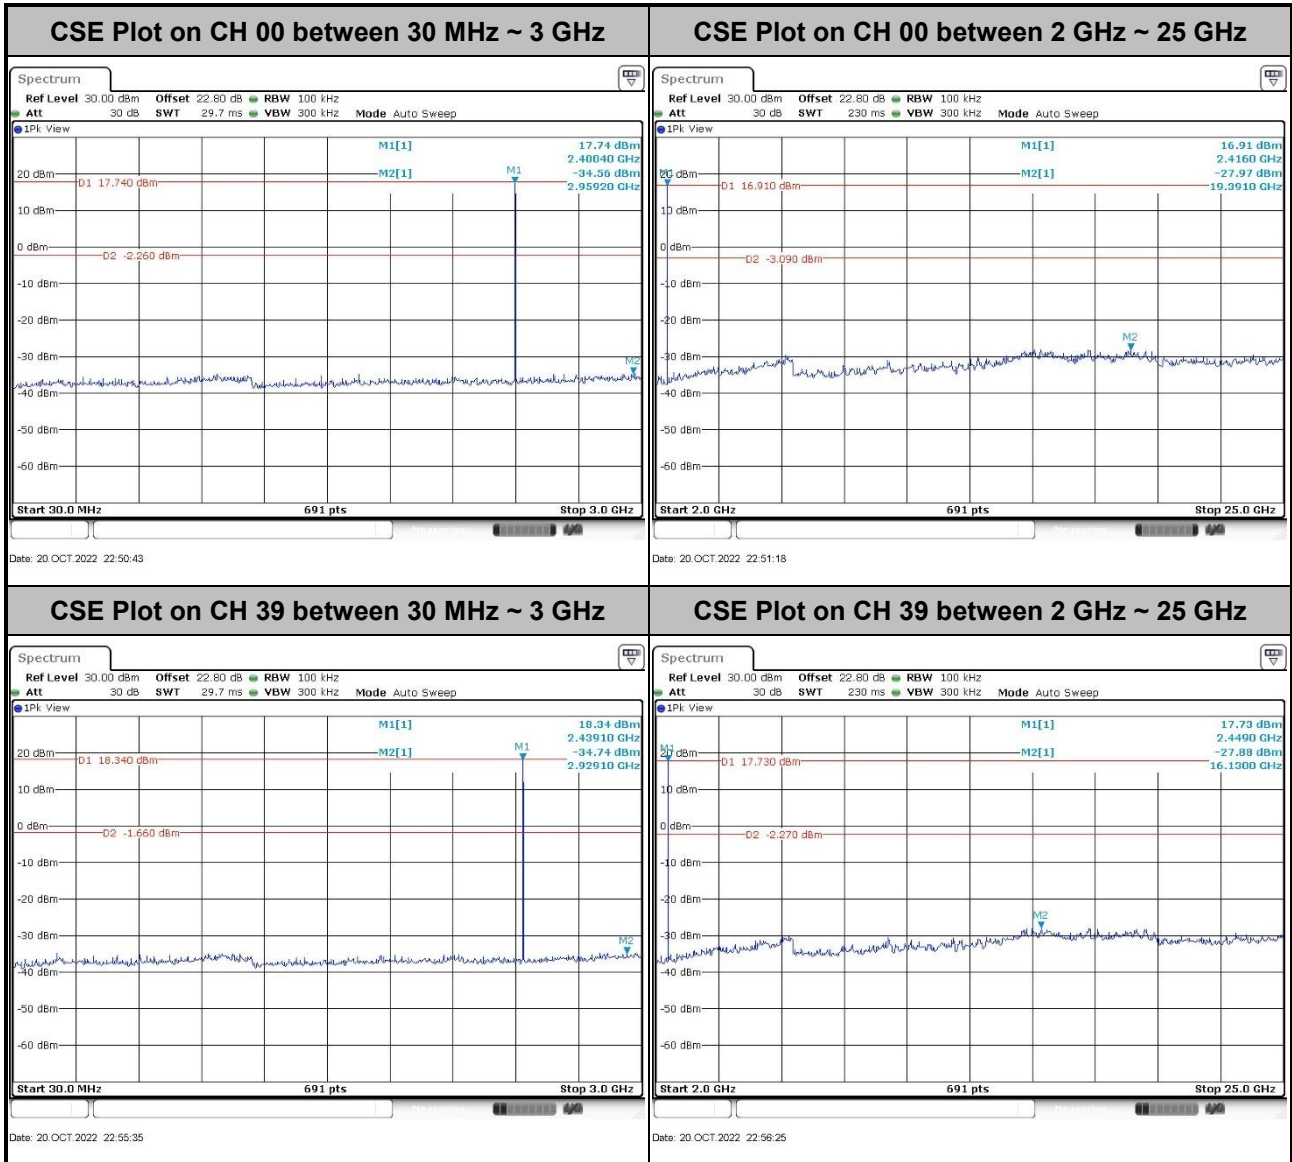 CSE Plot on CH 00 between 30 MHz ~ 3 GHz
Spectrum
Ref Level 30.00 dBm Offset 22.80 dB RBW 100 kHz
Att 30 dB SWT 29.7 ms VBW 300 kHz Mode Auto Sweep
1Pk View
M1[1] 17.74 dBm
2.40040 GHz
M2[1] -34.56 dBm
2.95920 GHz
M1
20 dBm
D1 17.740 dBm
10 dBm
0 dBm
D2 -2.260 dBm
-10 dBm
-20 dBm
-30 dBm
M2
-40 dBm
-50 dBm
-60 dBm
Start 30.0 MHz 691 pts Stop 3.0 GHz
Date: 20.OCT.2022 22:50:43
CSE Plot on CH 00 between 2 GHz ~ 25 GHz
Spectrum
Ref Level 30.00 dBm Offset 22.80 dB RBW 100 kHz
Att 30 dB SWT 230 ms VBW 300 kHz Mode Auto Sweep
1Pk View
M1[1] 16.91 dBm
2.4160 GHz
M2[1] -27.97 dBm
19.3910 GHz
D1 16.910 dBm
10 dBm
0 dBm
D2 -3.090 dBm
-10 dBm
-20 dBm
M2
-30 dBm
-40 dBm
-50 dBm
-60 dBm
Start 2.0 GHz 691 pts Stop 25.0 GHz
Date: 20.OCT.2022 22:51:18
CSE Plot on CH 39 between 30 MHz ~ 3 GHz
Spectrum
Ref Level 30.00 dBm Offset 22.80 dB RBW 100 kHz
Att 30 dB SWT 29.7 ms VBW 300 kHz Mode Auto Sweep
1Pk View
M1[1] 18.34 dBm
2.43910 GHz
M2[1] -34.74 dBm
2.92910 GHz
M1
20 dBm
D1 18.340 dBm
10 dBm
0 dBm
D2 -1.660 dBm
-10 dBm
-20 dBm
-30 dBm
M2
-40 dBm
-50 dBm
-60 dBm
Start 30.0 MHz 691 pts Stop 3.0 GHz
Date: 20.OCT.2022 22:55:35
CSE Plot on CH 39 between 2 GHz ~ 25 GHz
Spectrum
Ref Level 30.00 dBm Offset 22.80 dB RBW 100 kHz
Att 30 dB SWT 230 ms VBW 300 kHz Mode Auto Sweep
1Pk View
M1[1] 17.73 dBm
2.4490 GHz
M2[1] -27.88 dBm
16.1300 GHz
D1 17.730 dBm
10 dBm
0 dBm
D2 -2.270 dBm
-10 dBm
-20 dBm
M2
-30 dBm
-40 dBm
-50 dBm
-60 dBm
Start 2.0 GHz 691 pts Stop 25.0 GHz
Date: 20.OCT.2022 22:56:25